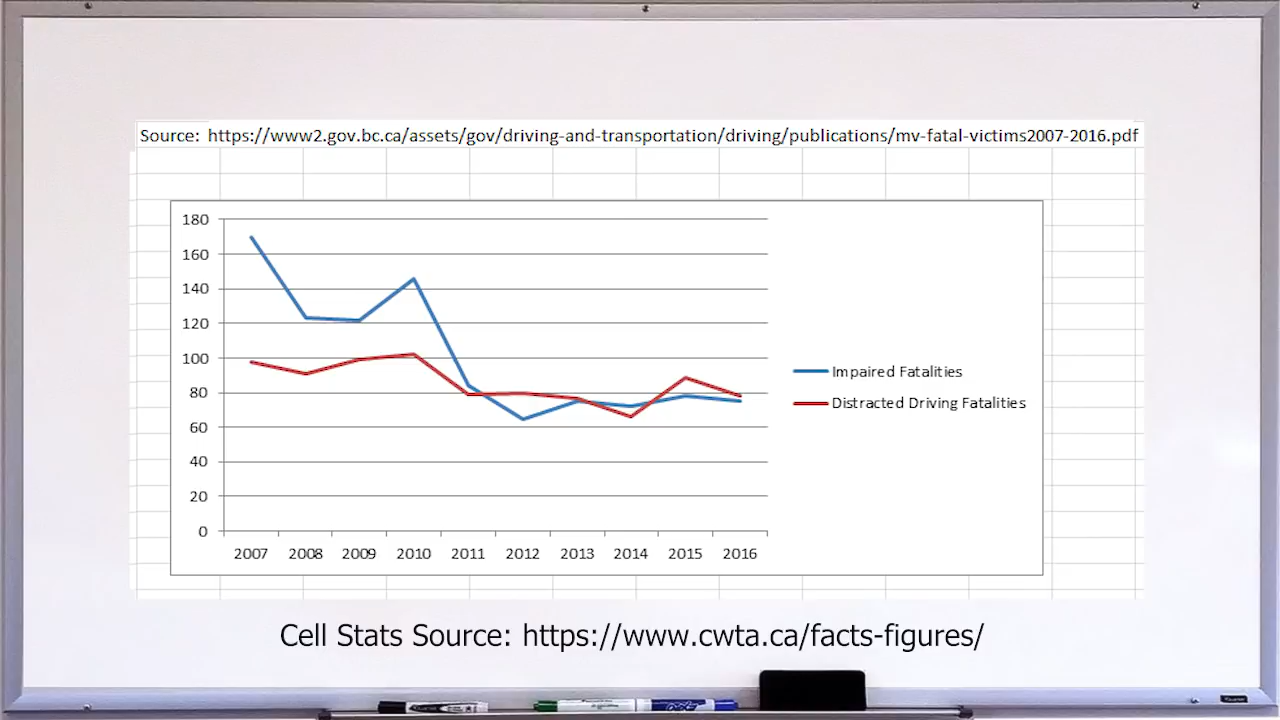 Source: https://www2.gov.bc.ca/assets/gov/driving-and-transportation/driving/publications/mv-fatal-victims2007-2016.pdf
180
160
140
120
100
80
60
40
20
0
2007 2008 2009 2010 2011 2012 2013 2014 2015 2016
Impaired Fatalities
Distracted Driving Fatalities
Cell Stats Source: https://www.cwta.ca/facts-figures/